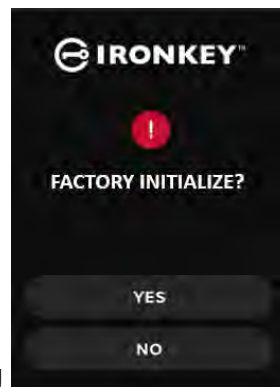 IRONKEY™
!
FACTORY INITIALIZE?
YES
NO